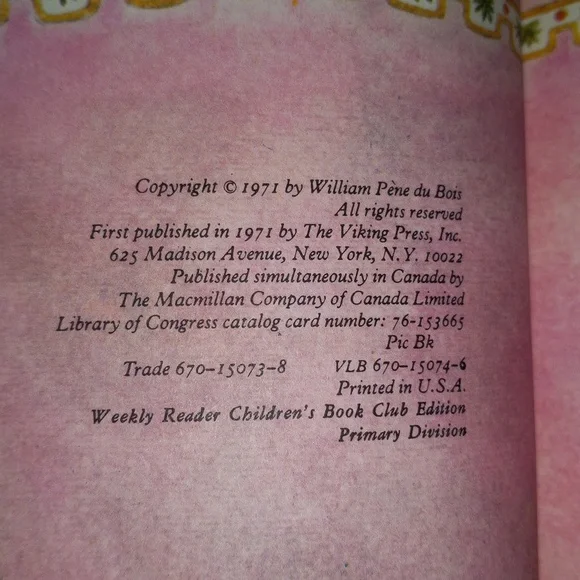 Copyright © 1971 by William Pène du Bois
All rights reserved
First published in 1971 by The Viking Press, Inc.
625 Madison Avenue, New York, N.Y. 10022
Published simultaneously in Canada by
The Macmillan Company of Canada Limited
Library of Congress catalog card number: 76-153665
Pic Bk
Trade 670-15073-8 VLB 670-15074-6
Printed in U.S.A.
Weekly Reader Children's Book Club Edition
Primary Division